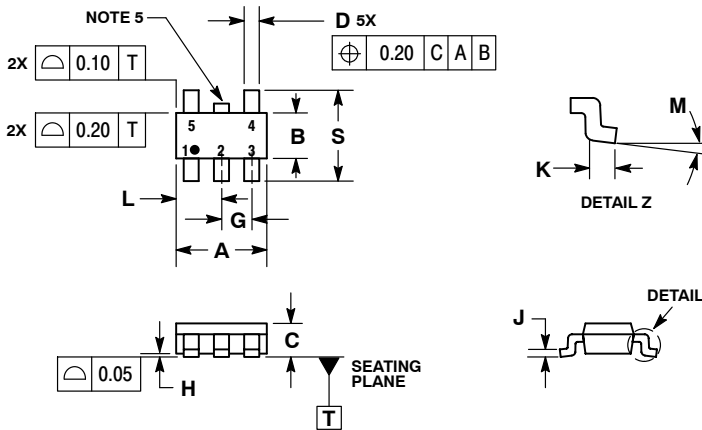 NOTE 5
D 5X
⌖ 0.20 C A B
2X ⌓ 0.10 T
2X ⌓ 0.20 T
5 4
1 2 3
B
S
L
G
A
M
K
DETAIL Z
C
H
⌓ 0.05
SEATING
PLANE
T
J
DETAIL